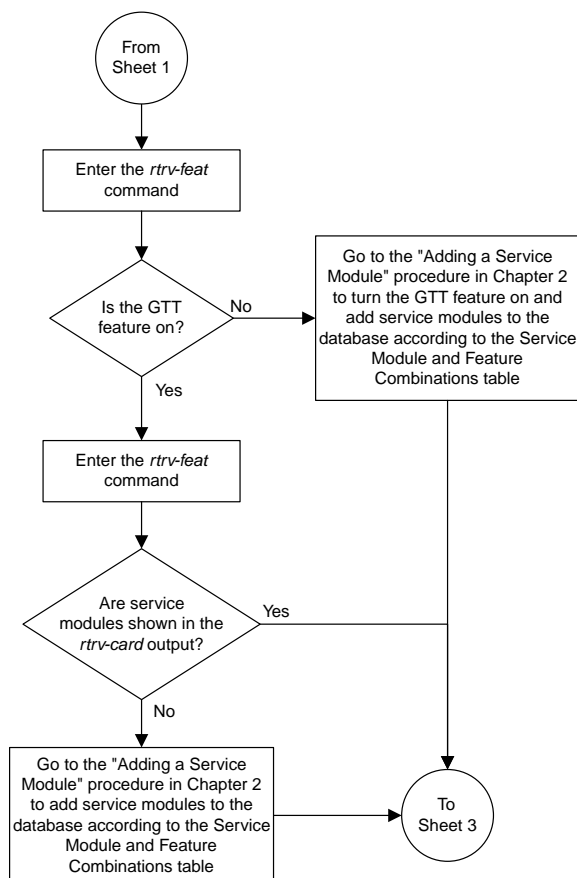 From
Sheet 1
Enter the rtrv-feat
command
Is the GTT
feature on?
No
Go to the "Adding a Service
Module" procedure in Chapter 2
to turn the GTT feature on and
add service modules to the
database according to the Service
Module and Feature
Combinations table
Yes
Enter the rtrv-feat
command
Are service
modules shown in the
rtrv-card output?
Yes
No
Go to the "Adding a Service
Module" procedure in Chapter 2
to add service modules to the
database according to the Service
Module and Feature
Combinations table
To
Sheet 3